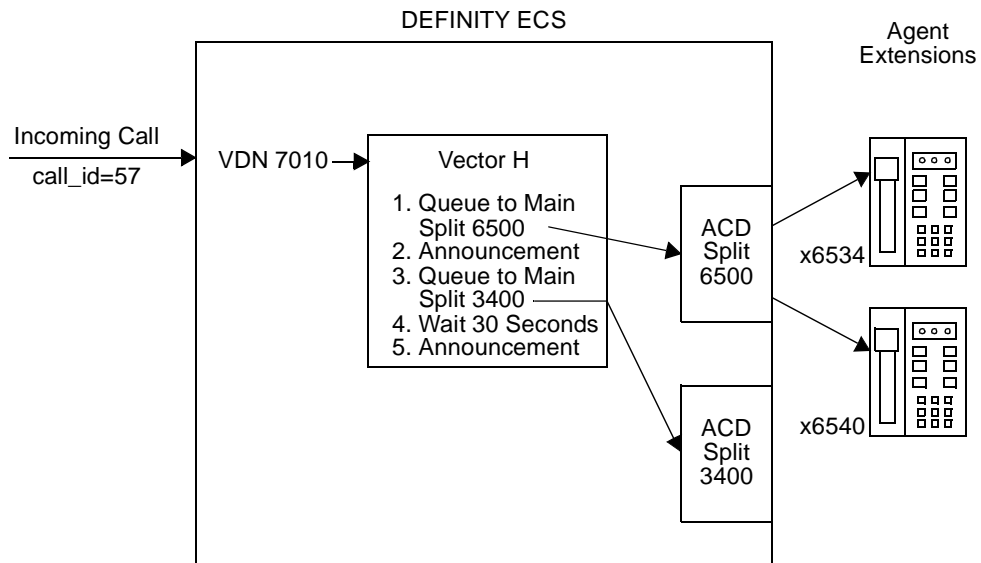 DEFINITY ECS
Agent
Extensions
Incoming Call
call_id=57
VDN 7010
Vector H
1. Queue to Main
Split 6500
2. Announcement
3. Queue to Main
Split 3400
4. Wait 30 Seconds
5. Announcement
ACD
Split
6500
x6534
x6540
ACD
Split
3400